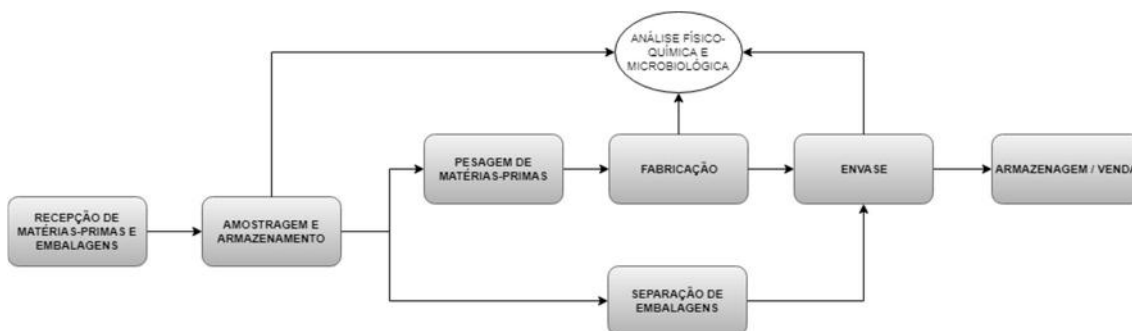 ANÁLISE FÍSICO-
QUÍMICA E
MICROBIOLÓGICA
PESAGEM DE
MATÉRIAS-PRIMAS
FABRICAÇÃO
ENVASE
ARMAZENAGEM / VENDA
RECEPÇÃO DE
MATÉRIAS-PRIMAS E
EMBALAGENS
AMOSTRAGEM E
ARMAZENAMENTO
SEPARAÇÃO DE
EMBALAGENS